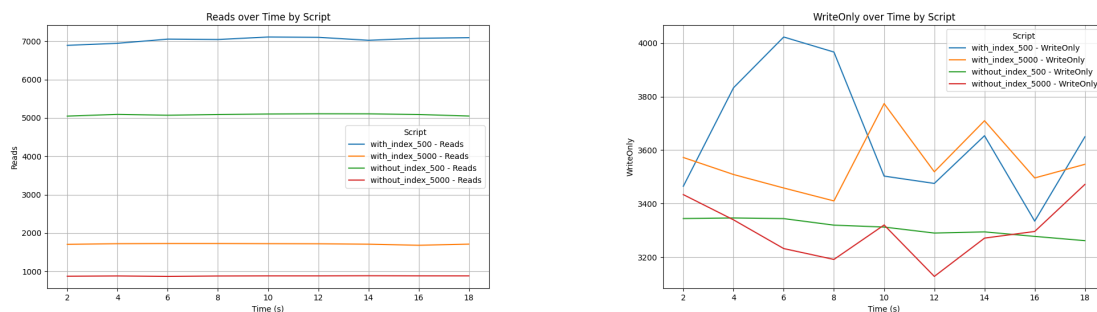 Reads over Time by Script
7000
6000
5000
4000
3000
2000
1000
Reads
Script
with_index_500 - Reads
with_index_5000 - Reads
without_index_500 - Reads
without_index_5000 - Reads
2 4 6 8 10 12 14 16 18
Time (s)
WriteOnly over Time by Script
4000
3800
3600
3400
3200
WriteOnly
Script
with_index_500 - WriteOnly
with_index_5000 - WriteOnly
without_index_500 - WriteOnly
without_index_5000 - WriteOnly
2 4 6 8 10 12 14 16 18
Time (s)